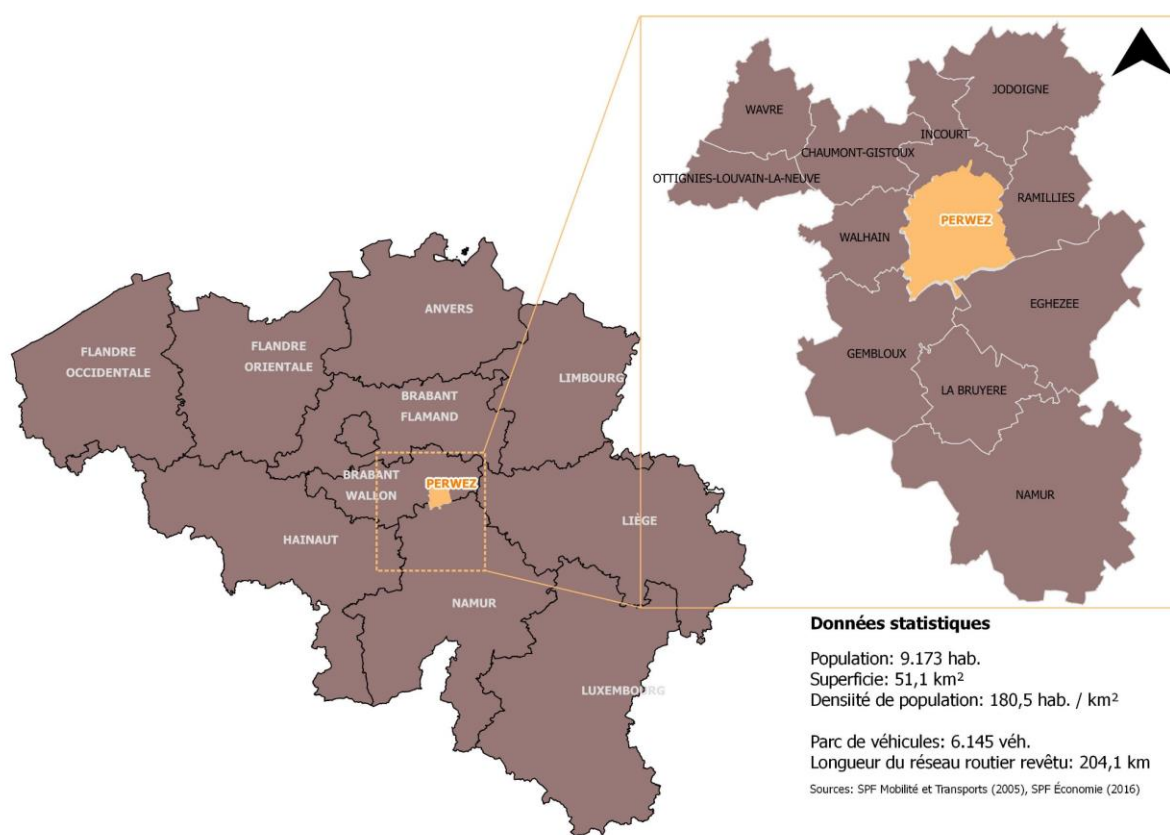 WAVRE
JODOIGNE
INCOURT
CHAUMONT-GISTOUX
OTTIGNIES-LOUVAIN-LA-NEUVE
RAMILLIES
PERWEZ
WALHAIN
EGHEZEE
GEMBLOUX
LA BRUYERE
NAMUR
ANVERS
FLANDRE
OCCIDENTALE
FLANDRE
ORIENTALE
LIMBOURG
BRABANT
FLAMAND
BRABANT
WALLON
PERWEZ
LIÈGE
HAINAUT
NAMUR
LUXEMBOURG
Données statistiques
Population: 9.173 hab.
Superficie: 51,1 km²
Densiité de population: 180,5 hab. / km²
Parc de véhicules: 6.145 véh.
Longueur du réseau routier revêtu: 204,1 km
Sources: SPF Mobilité et Transports (2005), SPF Économie (2016)